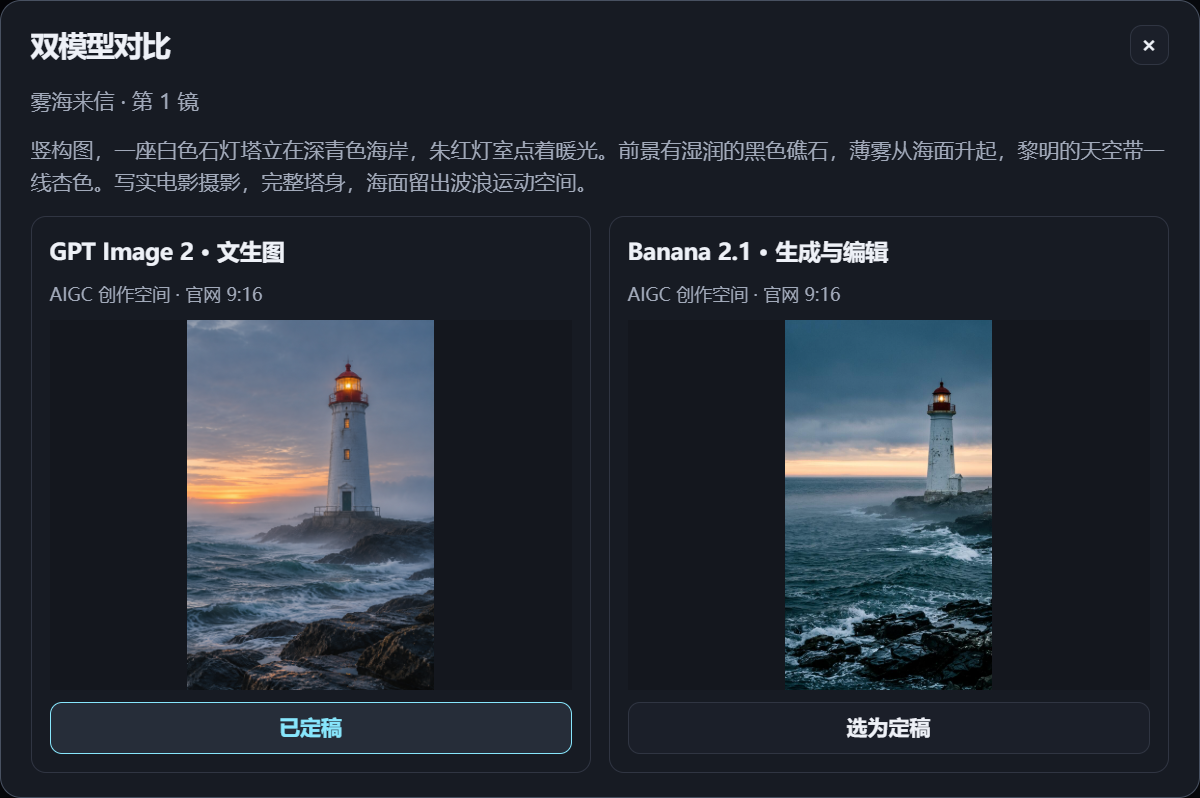 双模型对比
×
雾海来信 · 第 1 镜
竖构图，一座白色石灯塔立在深青色海岸，朱红灯室点着暖光。前景有湿润的黑色礁石，薄雾从海面升起，黎明的天空带一
线杏色。写实电影摄影，完整塔身，海面留出波浪运动空间。
GPT Image 2 • 文生图
AIGC 创作空间 · 官网 9:16
已定稿
Banana 2.1 • 生成与编辑
AIGC 创作空间 · 官网 9:16
选为定稿